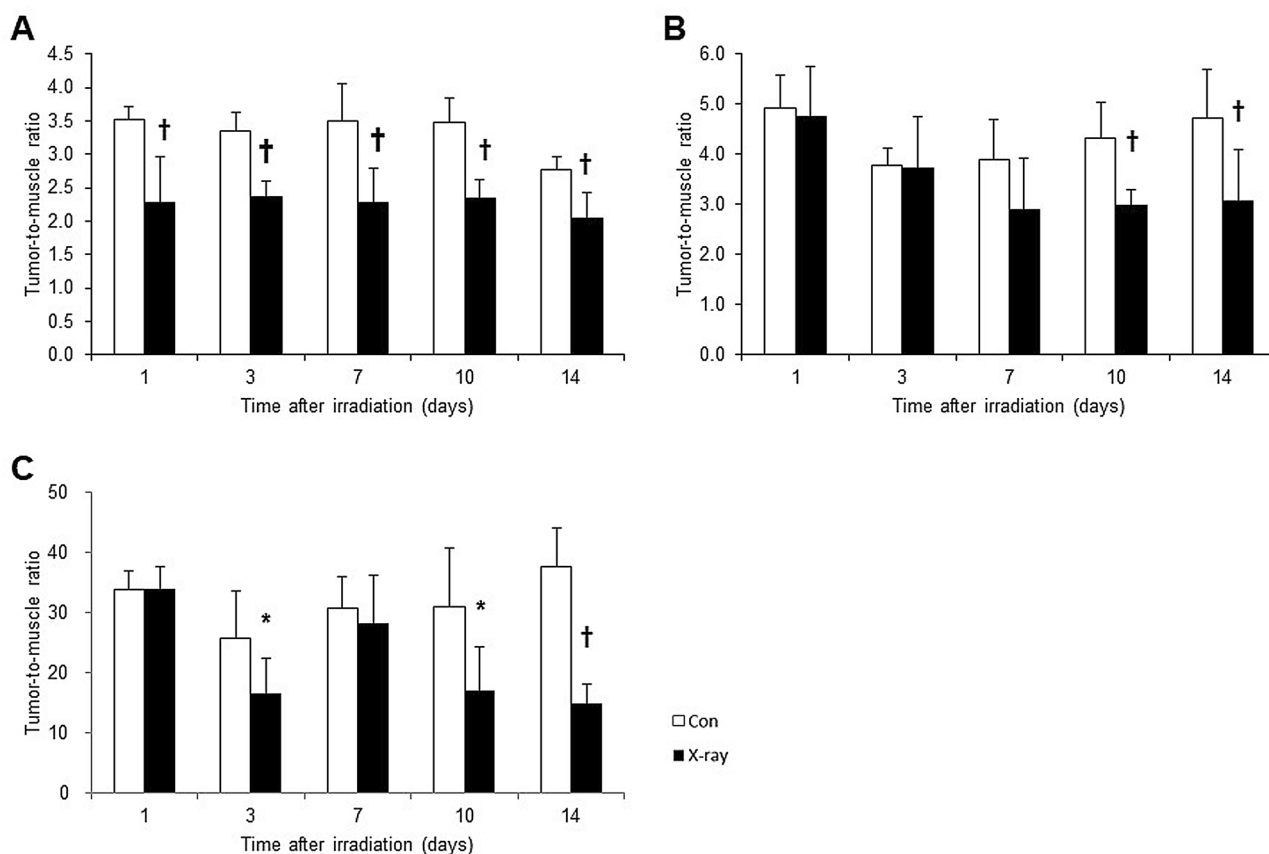 A
4.5
4.0
3.5
3.0
2.5
2.0
1.5
1.0
0.5
0.0
Tumor-to-muscle ratio
†
†
†
†
†
1 3 7 10 14
Time after irradiation (days)
B
6.0
5.0
4.0
3.0
2.0
1.0
0.0
Tumor-to-muscle ratio
†
†
1 3 7 10 14
Time after irradiation (days)
C
50
40
30
20
10
0
Tumor-to-muscle ratio
*
*
†
1 3 7 10 14
Time after irradiation (days)
Con
X-ray